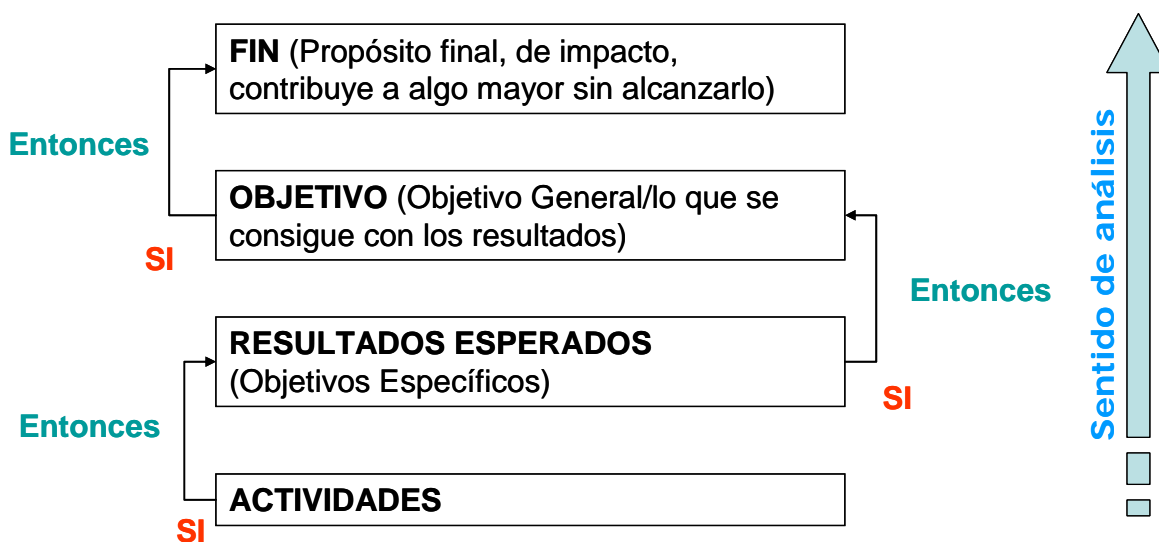 FIN (Propósito final, de impacto,
contribuye a algo mayor sin alcanzarlo)
Entonces
OBJETIVO (Objetivo General/lo que se
consigue con los resultados)
SI
Entonces
RESULTADOS ESPERADOS
(Objetivos Específicos)
SI
Entonces
ACTIVIDADES
SI
Sentido de análisis